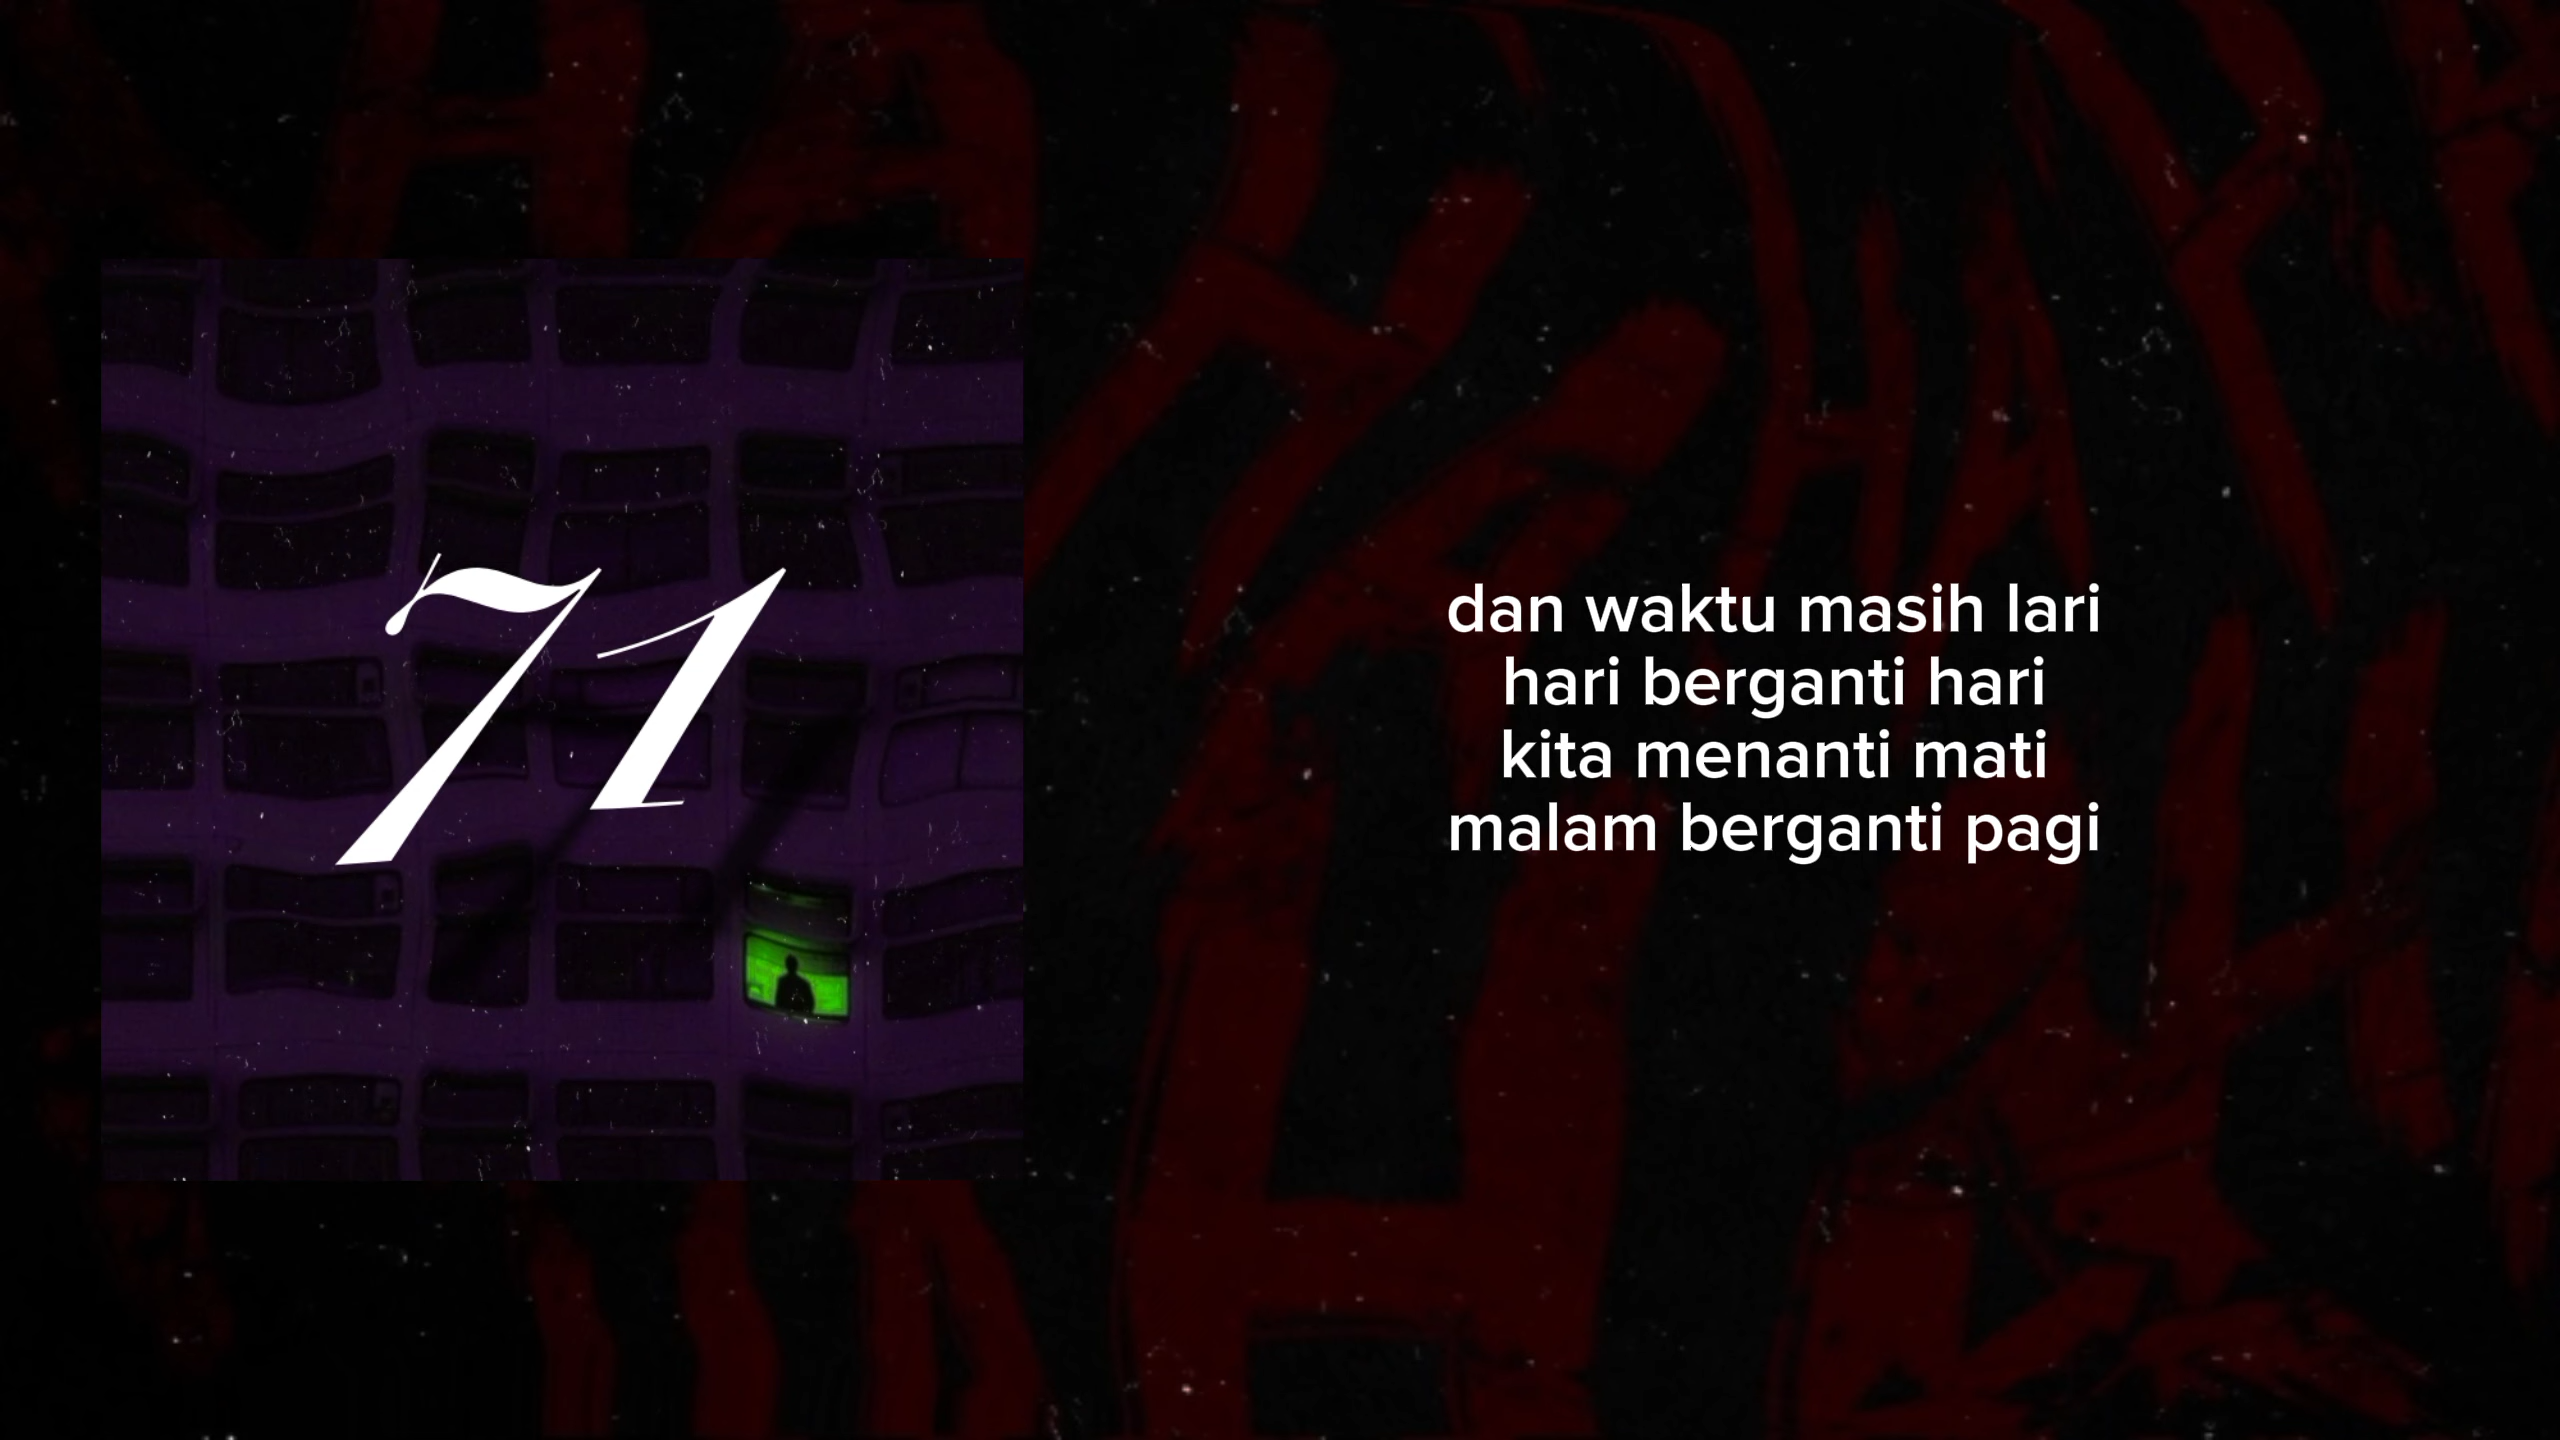 71
dan waktu masih lari
hari berganti hari
kita menanti mati
malam berganti pagi